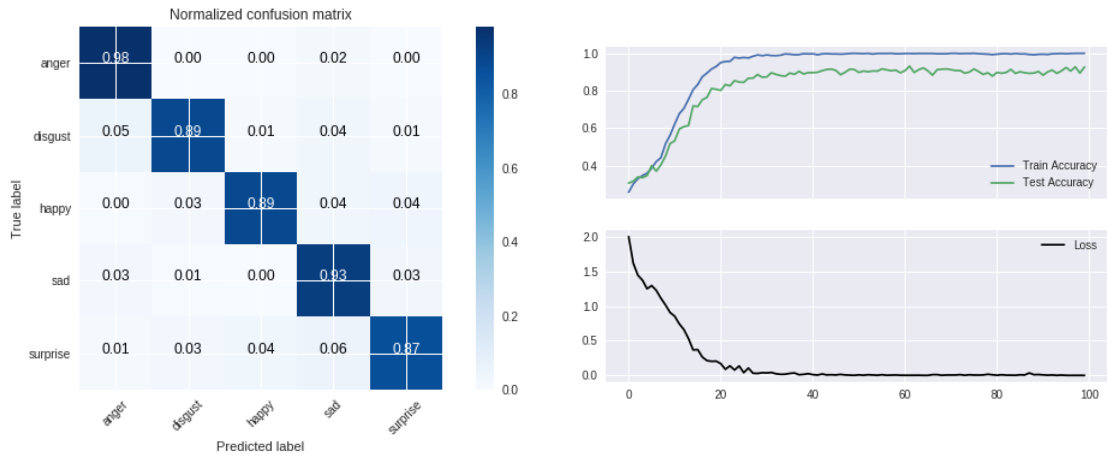 Normalized confusion matrix
True label
anger 0.98 0.00 0.00 0.02 0.00
disgust 0.05 0.89 0.01 0.04 0.01
happy 0.00 0.03 0.89 0.04 0.04
sad 0.03 0.01 0.00 0.93 0.03
surprise 0.01 0.03 0.04 0.06 0.87
anger disgust happy sad surprise
Predicted label
0.8
0.6
0.4
0.2
0.0
1.0
0.8
0.6
0.4
Train Accuracy
Test Accuracy
2.0
1.5
1.0
0.5
0.0
Loss
0 20 40 60 80 100